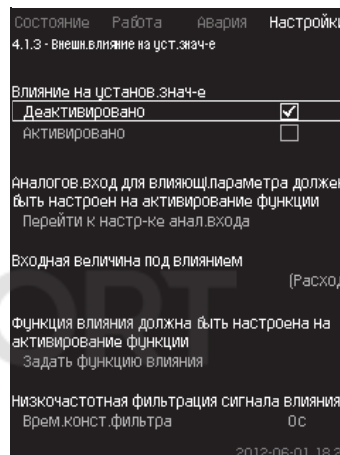 Состояние Работа Авария Настройки
4.1.3 - Внешн.влияние на уст.знач-е
Влияние на установ.знач-е
Деактивировано
Активировано
Аналогов.вход для влияющ.параметра должен
быть настроен на активирование функции
Перейти к настр-ке анал.входа
Входная величина под влиянием
(Расход
Функция влияния должна быть настроена на
активирование функции
Задать функцию влияния
Низкочастотная фильтрация сигнала влияния
Врем.конст.фильтра 0с
2012-06-01 18:2